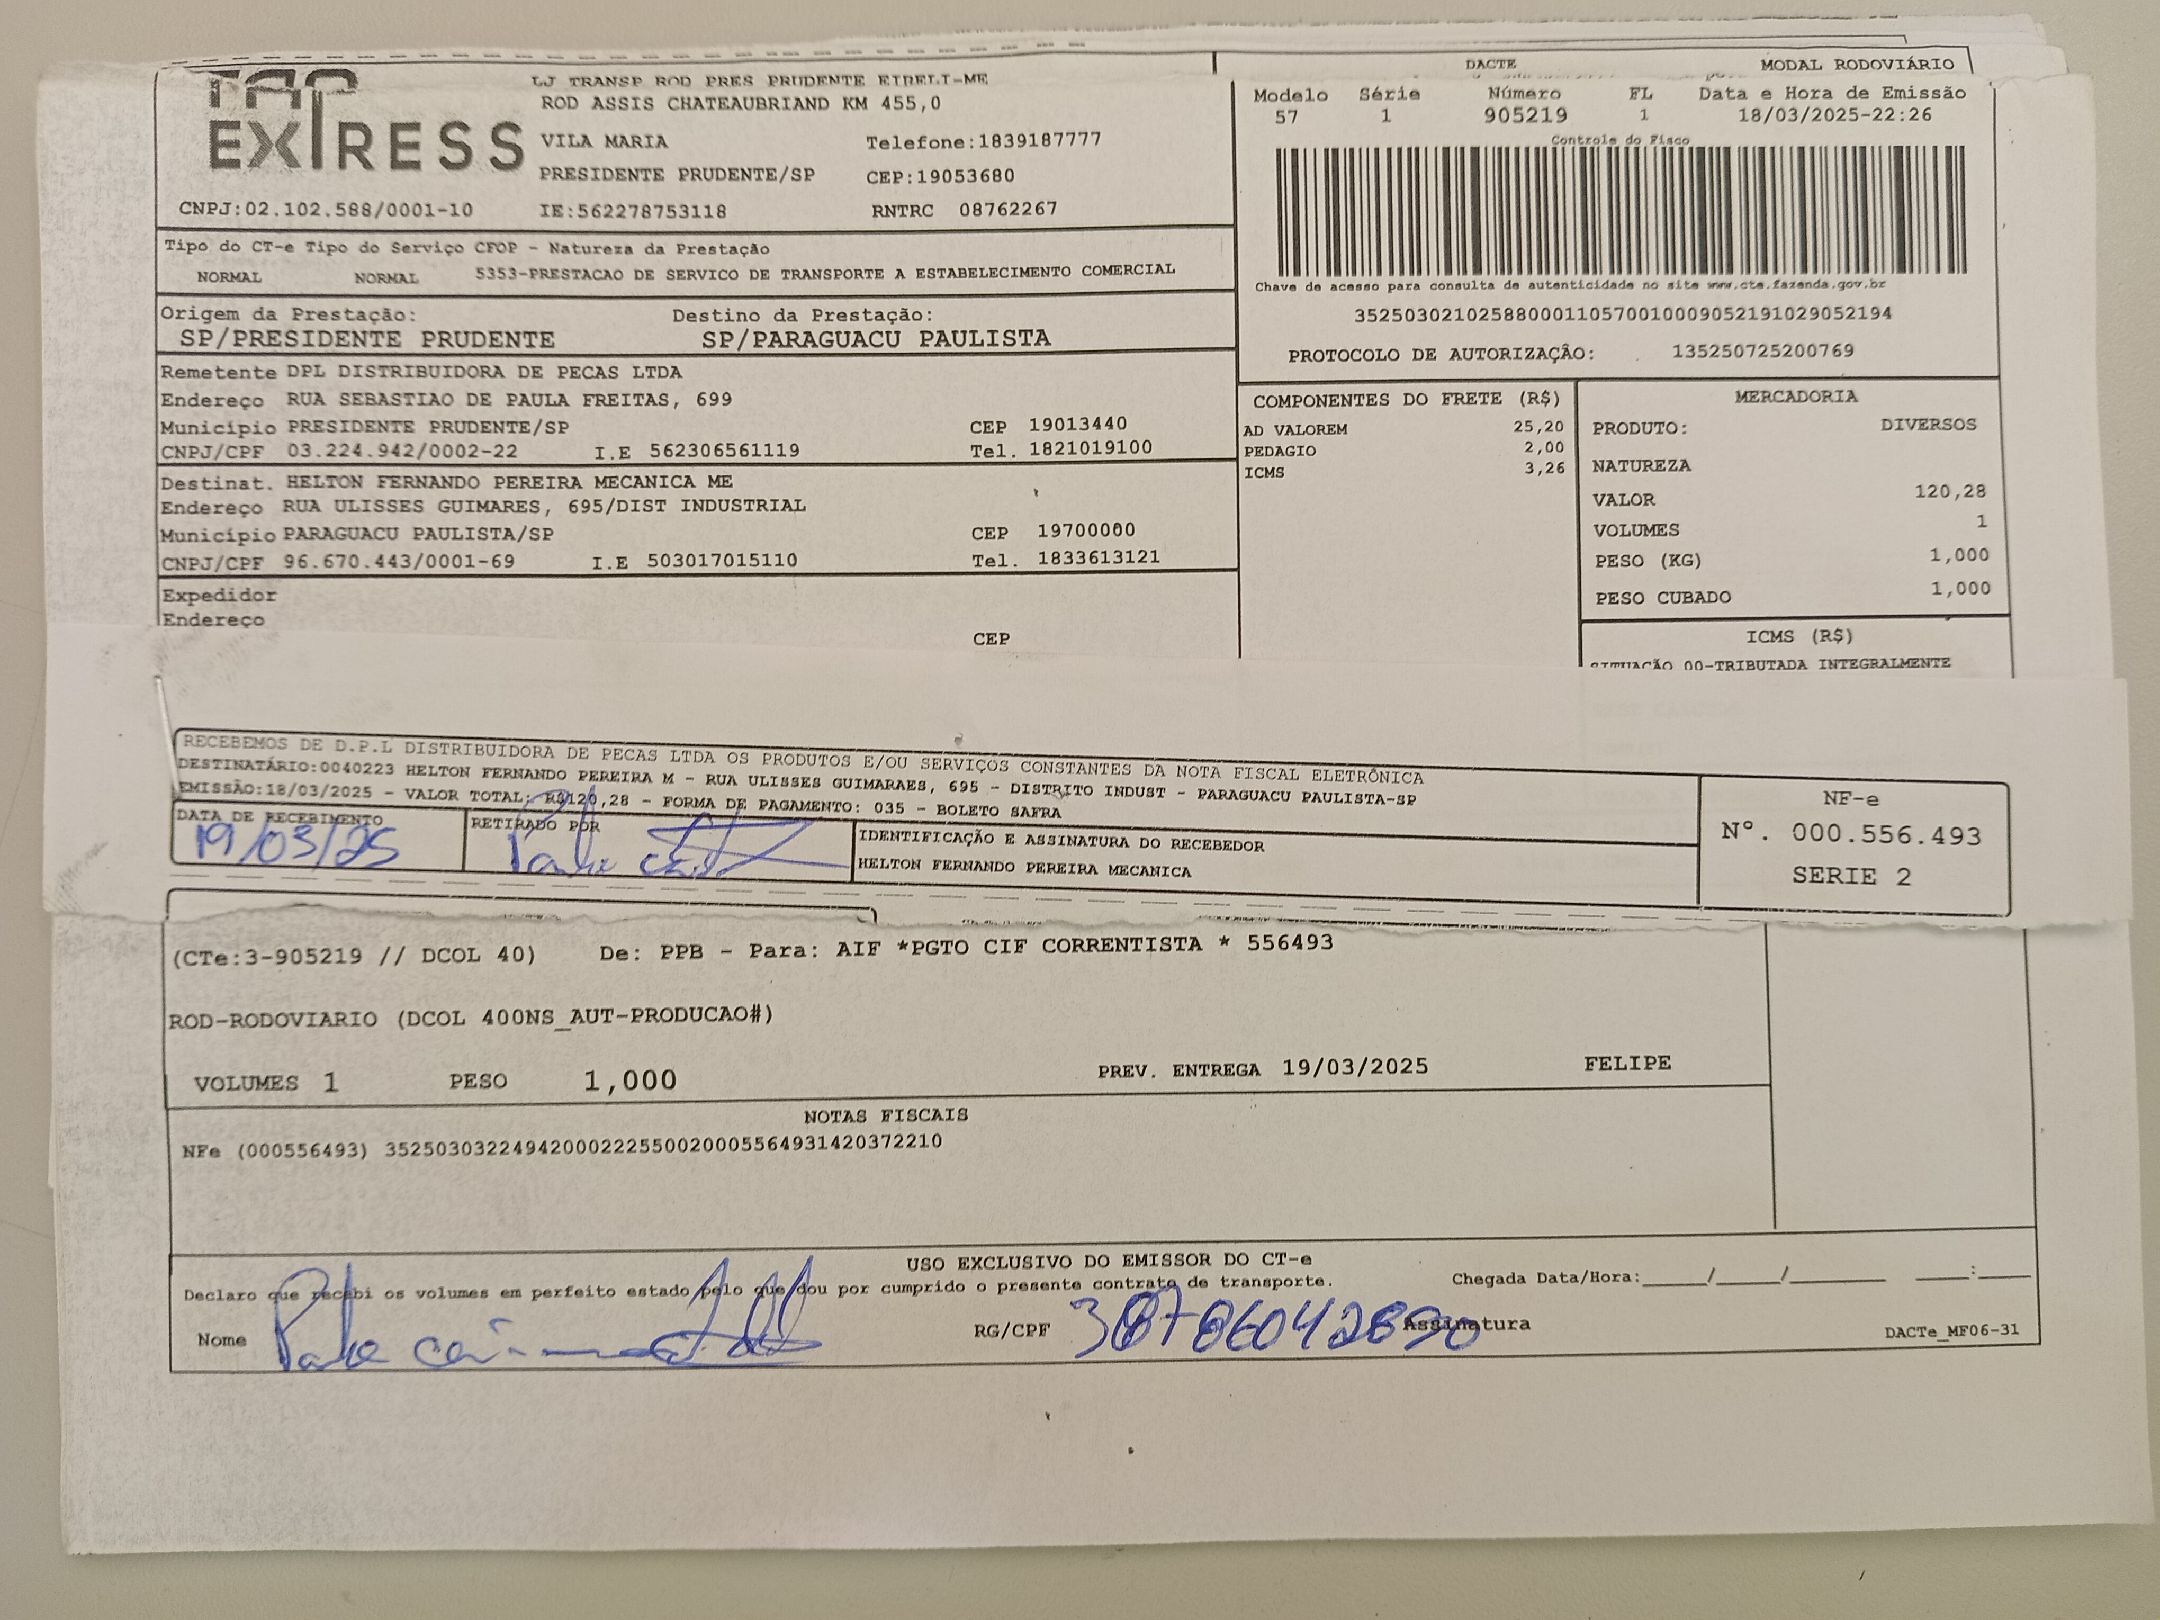 EXPRESS
LJ TRANSP ROD PRES PRUDENTE EIRELI-ME
ROD ASSIS CHATEAUBRIAND KM 455,0
VILA MARIA Telefone:1839187777
PRESIDENTE PRUDENTE/SP CEP:19053680
CNPJ:02.102.588/0001-10 IE:562278753118 RNTRC 08762267
DACTE MODAL RODOVIÁRIO
Modelo Série Número FL Data e Hora de Emissão
57 1 905219 1 18/03/2025-22:26
Controle do Fisco
Chave de acesso para consulta de autenticidade no site www.cte.fazenda.gov.br
35250302102588000110570010009052191029052194
PROTOCOLO DE AUTORIZAÇÃO: 135250725200769
Tipo do CT-e Tipo do Serviço CFOP - Natureza da Prestação
NORMAL NORMAL 5353-PRESTACAO DE SERVICO DE TRANSPORTE A ESTABELECIMENTO COMERCIAL
Origem da Prestação: Destino da Prestação:
SP/PRESIDENTE PRUDENTE SP/PARAGUACU PAULISTA
Remetente DPL DISTRIBUIDORA DE PECAS LTDA
Endereço RUA SEBASTIAO DE PAULA FREITAS, 699
Município PRESIDENTE PRUDENTE/SP CEP 19013440
CNPJ/CPF 03.224.942/0002-22 I.E 562306561119 Tel. 1821019100
Destinat. HELTON FERNANDO PEREIRA MECANICA ME
Endereço RUA ULISSES GUIMARES, 695/DIST INDUSTRIAL
Município PARAGUACU PAULISTA/SP CEP 19700000
CNPJ/CPF 96.670.443/0001-69 I.E 503017015110 Tel. 1833613121
Expedidor
Endereço
CEP
COMPONENTES DO FRETE (R$)
AD VALOREM 25,20
PEDAGIO 2,00
ICMS 3,26
MERCADORIA
PRODUTO: DIVERSOS
NATUREZA
VALOR 120,28
VOLUMES 1
PESO (KG) 1,000
PESO CUBADO 1,000
ICMS (R$)
SITUAÇÃO 00-TRIBUTADA INTEGRALMENTE
RECEBEMOS DE D.P.L DISTRIBUIDORA DE PECAS LTDA OS PRODUTOS E/OU SERVIÇOS CONSTANTES DA NOTA FISCAL ELETRÔNICA
DESTINATÁRIO:0040223 HELTON FERNANDO PEREIRA M - RUA ULISSES GUIMARAES, 695 - DISTRITO INDUST - PARAGUACU PAULISTA-SP
EMISSÃO:18/03/2025 - VALOR TOTAL: R$120,28 - FORMA DE PAGAMENTO: 035 - BOLETO SAFRA
DATA DE RECEBIMENTO RETIRADO POR IDENTIFICAÇÃO E ASSINATURA DO RECEBEDOR
19/03/25
HELTON FERNANDO PEREIRA MECANICA
NF-e
Nº. 000.556.493
SERIE 2
(CTe:3-905219 // DCOL 40) De: PPB - Para: AIF *PGTO CIF CORRENTISTA * 556493
ROD-RODOVIARIO (DCOL 400NS_AUT-PRODUCAO#)
VOLUMES 1 PESO 1,000 PREV. ENTREGA 19/03/2025 FELIPE
NOTAS FISCAIS
NFe (000556493) 35250303224942000222550020005564931420372210
USO EXCLUSIVO DO EMISSOR DO CT-e
Declaro que recebi os volumes em perfeito estado pelo que dou por cumprido o presente contrato de transporte. Chegada Data/Hora:_____/_____/_______ ____:____
Nome RG/CPF Assinatura DACTe_MF06-31